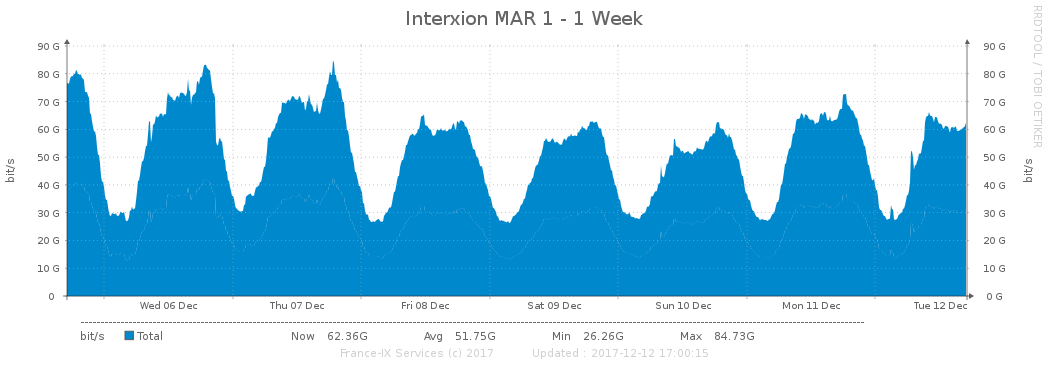 Interxion MAR 1 - 1 Week
RRDTOOL / TOBI OETIKER
90 G 90 G
80 G 80 G
70 G 70 G
60 G 60 G
50 G 50 G
40 G 40 G
30 G 30 G
20 G 20 G
10 G 10 G
0 0 G
bit/s bit/s
Wed 06 Dec Thu 07 Dec Fri 08 Dec Sat 09 Dec Sun 10 Dec Mon 11 Dec Tue 12 Dec
bit/s Total Now 62.36G Avg 51.75G Min 26.26G Max 84.73G
France-IX Services (c) 2017 Updated : 2017-12-12 17:00:15